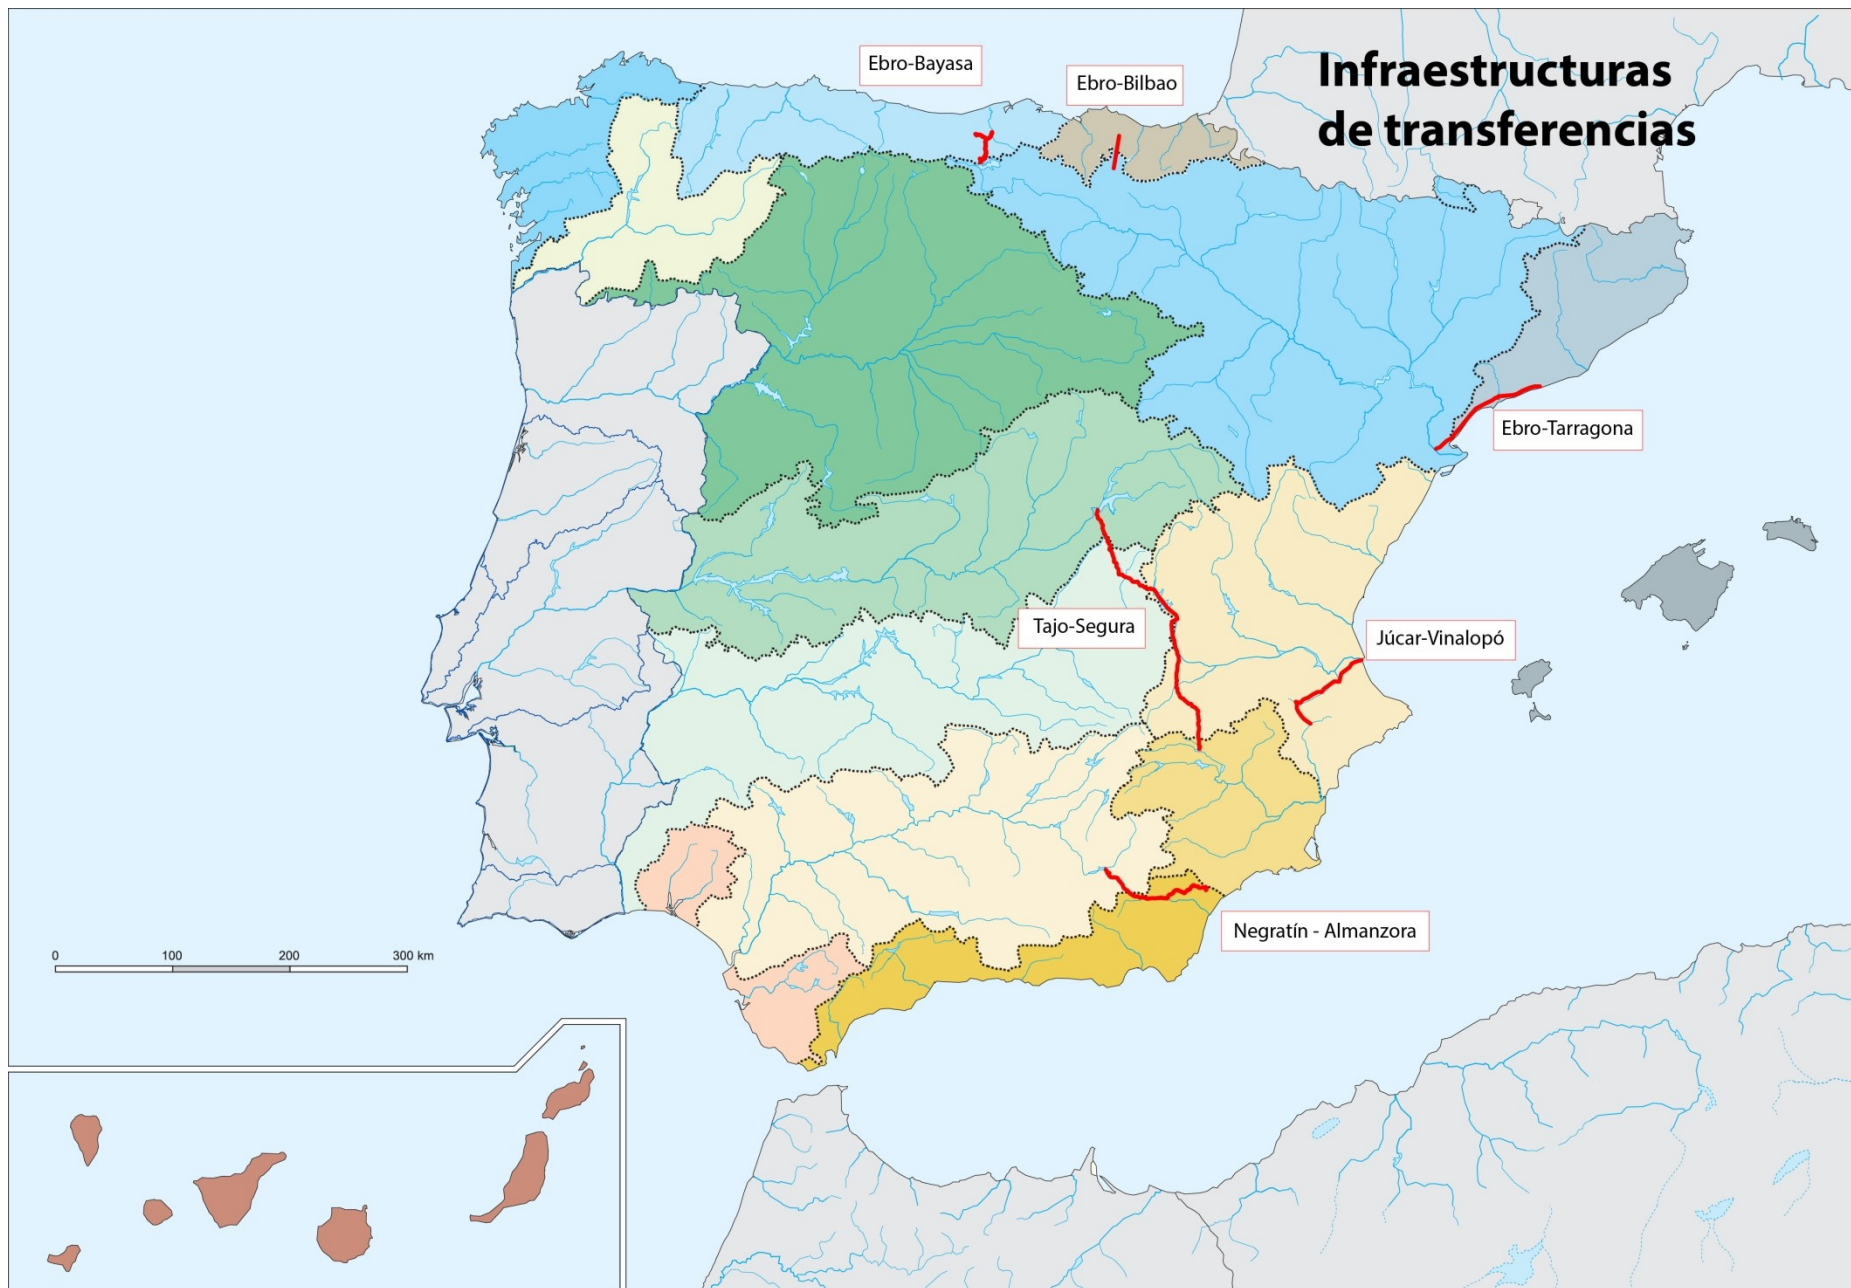 Infraestructuras
de transferencias
Ebro-Bayasa
Ebro-Bilbao
Ebro-Tarragona
Tajo-Segura
Júcar-Vinalopó
Negratín - Almanzora
0 100 200 300 km